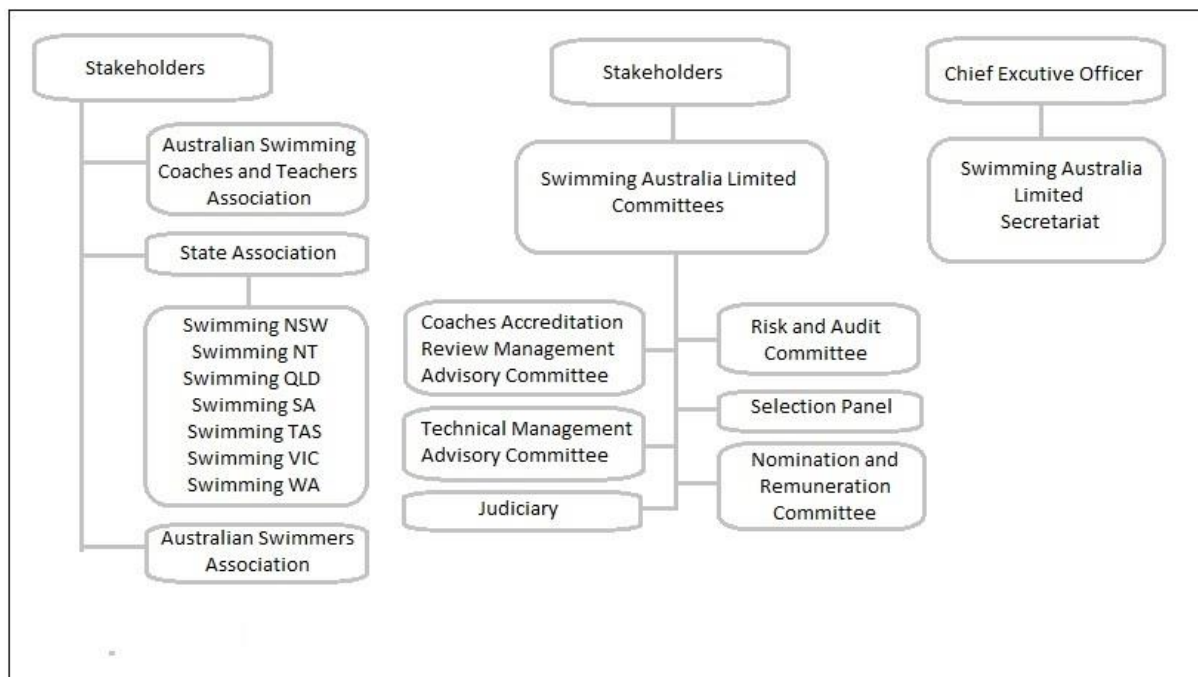 Stakeholders
Australian Swimming
Coaches and Teachers
Association
State Association
Swimming NSW
Swimming NT
Swimming QLD
Swimming SA
Swimming TAS
Swimming VIC
Swimming WA
Australian Swimmers
Association
Stakeholders
Swimming Australia Limited
Committees
Coaches Accreditation
Review Management
Advisory Committee
Technical Management
Advisory Committee
Judiciary
Risk and Audit
Committee
Selection Panel
Nomination and
Remuneration
Committee
Chief Excutive Officer
Swimming Australia
Limited
Secretariat